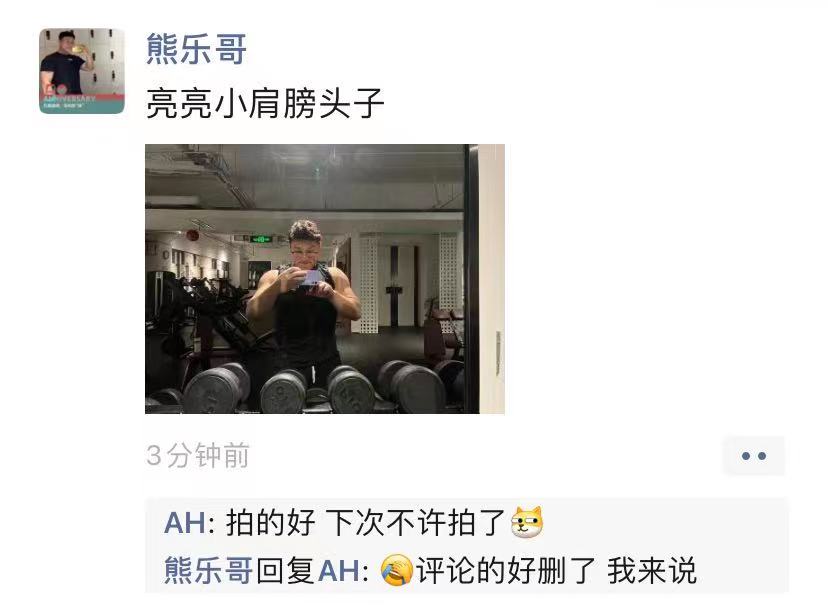 熊乐哥
亮亮小肩膀头子
3分钟前
AH: 拍的好 下次不许拍了
熊乐哥回复AH: 评论的好删了 我来说
ANNIVERSARY